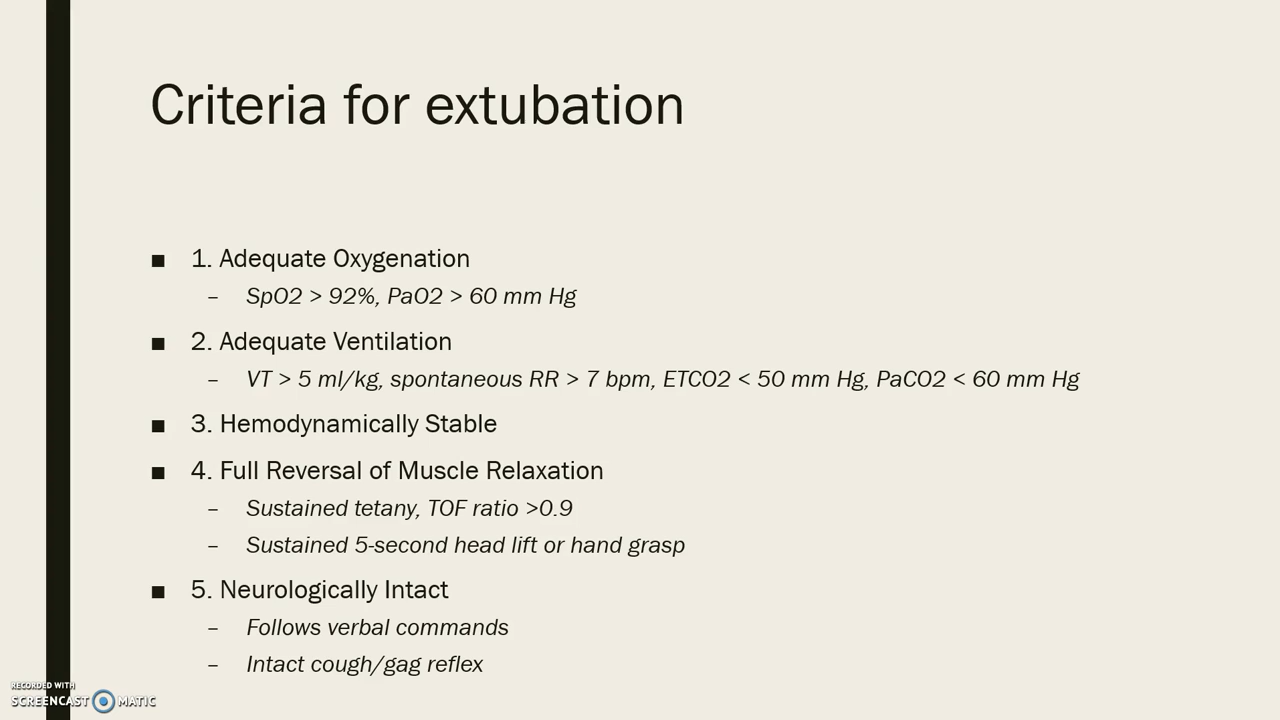 Criteria for extubation
■ 1. Adequate Oxygenation
– SpO2 > 92%, PaO2 > 60 mm Hg
■ 2. Adequate Ventilation
– VT > 5 ml/kg, spontaneous RR > 7 bpm, ETCO2 < 50 mm Hg, PaCO2 < 60 mm Hg
■ 3. Hemodynamically Stable
■ 4. Full Reversal of Muscle Relaxation
– Sustained tetany, TOF ratio >0.9
– Sustained 5-second head lift or hand grasp
■ 5. Neurologically Intact
– Follows verbal commands
– Intact cough/gag reflex
RECORDED WITH
SCREENCAST MATIC